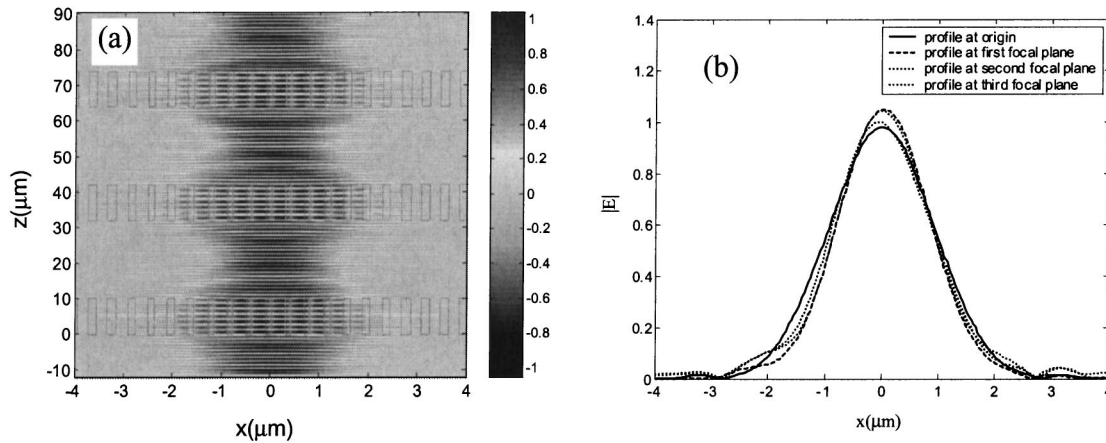 (a)
90
80
70
60
50
40
30
20
10
0
-10
z(μm)
-4 -3 -2 -1 0 1 2 3 4
x(μm)
1
0.8
0.6
0.4
0.2
0
-0.2
-0.4
-0.6
-0.8
-1
(b)
profile at origin
profile at first focal plane
profile at second focal plane
profile at third focal plane
1.4
1.2
1
0.8
0.6
0.4
0.2
0
|E|
-4 -3 -2 -1 0 1 2 3 4
x(μm)